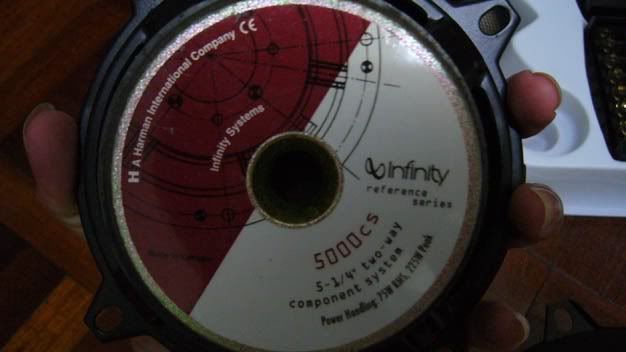 H A Harman International Company CE
Infinity Systems
Infinity
reference
series
5000cs
5-1/4" two-way
component system
Power Handling: 75W RMS, 225W Peak